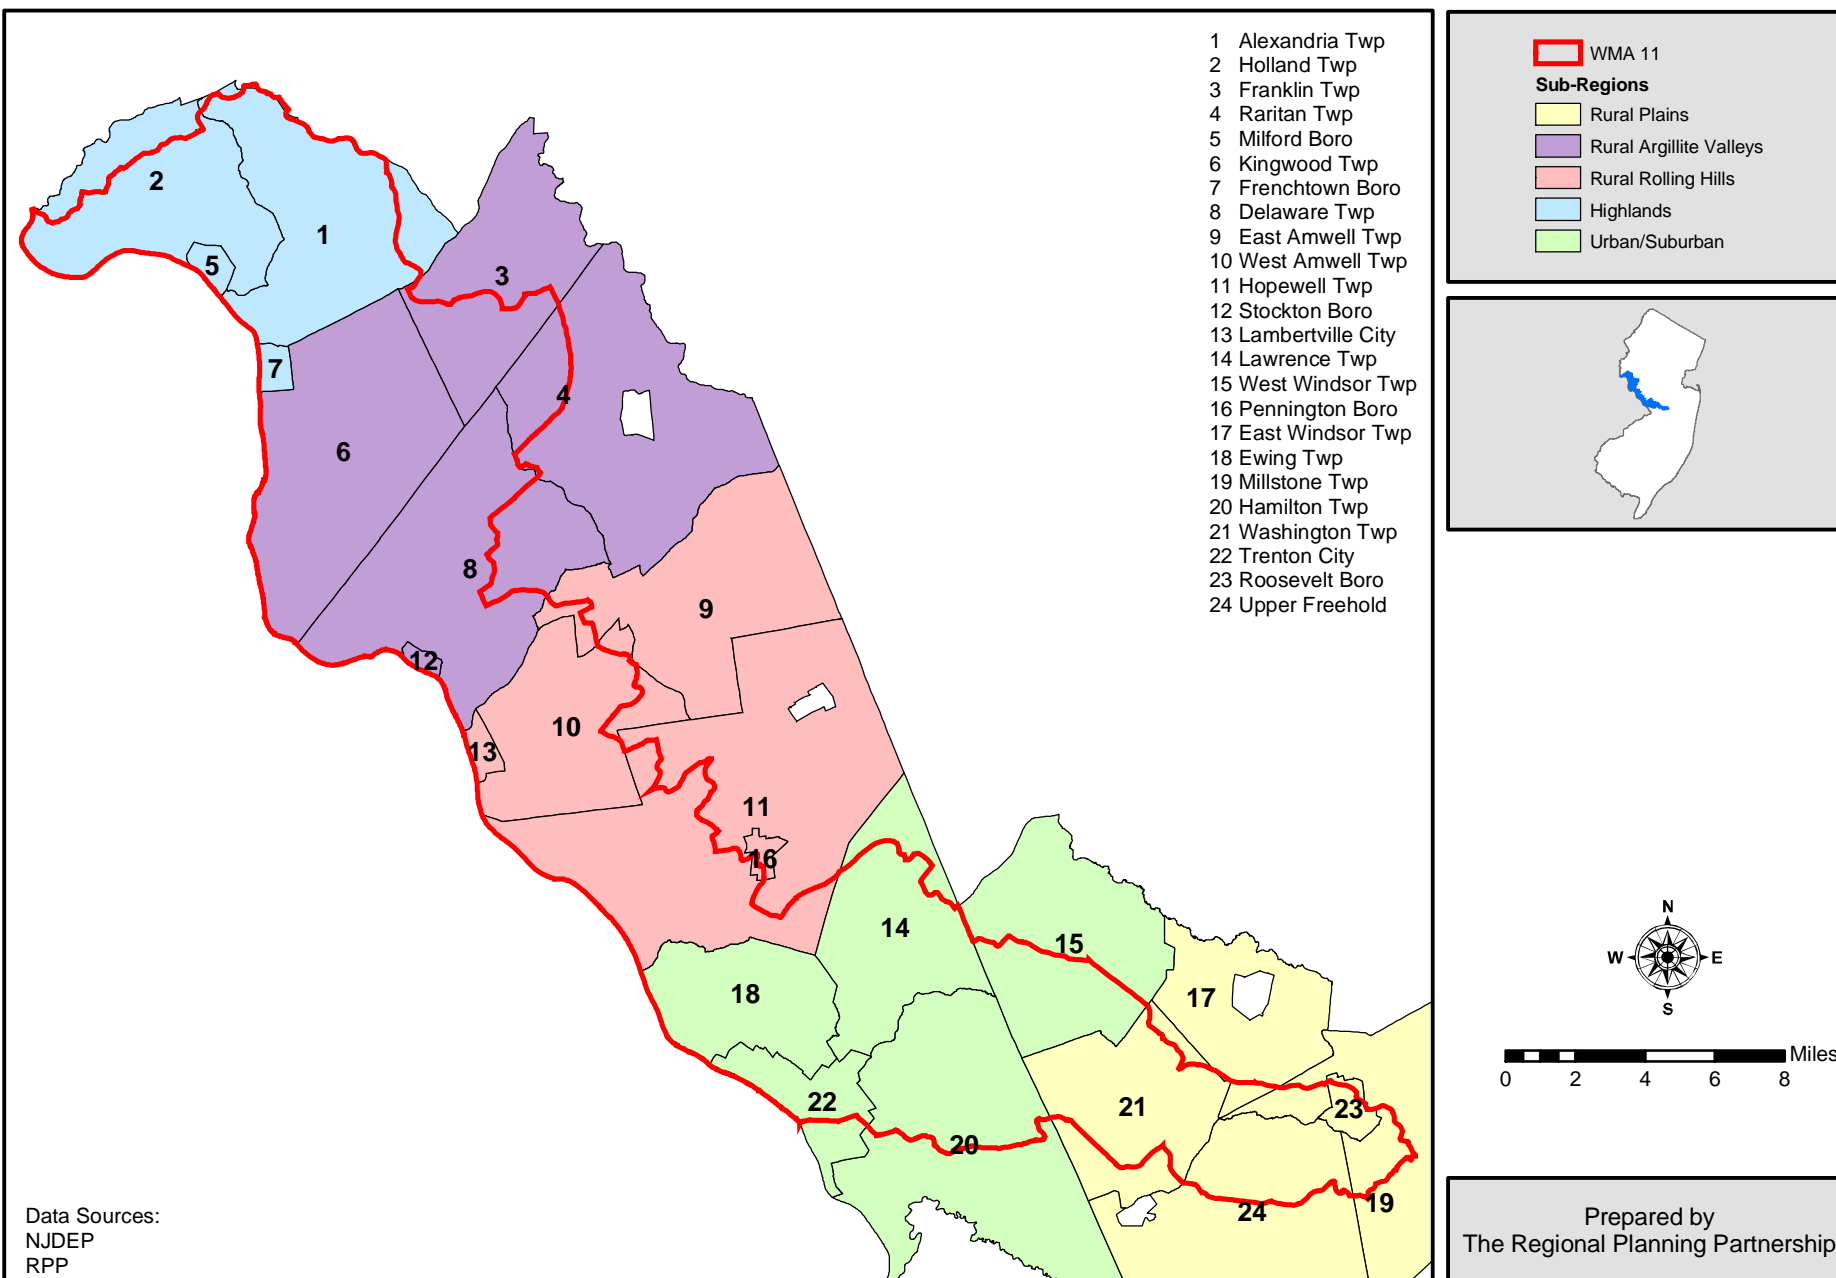 1 Alexandria Twp
2 Holland Twp
3 Franklin Twp
4 Raritan Twp
5 Milford Boro
6 Kingwood Twp
7 Frenchtown Boro
8 Delaware Twp
9 East Amwell Twp
10 West Amwell Twp
11 Hopewell Twp
12 Stockton Boro
13 Lambertville City
14 Lawrence Twp
15 West Windsor Twp
16 Pennington Boro
17 East Windsor Twp
18 Ewing Twp
19 Millstone Twp
20 Hamilton Twp
21 Washington Twp
22 Trenton City
23 Roosevelt Boro
24 Upper Freehold
2
1
5
3
7
4
6
8
9
12
10
13
11
16
14
15
18
17
22
21
23
20
24
19
Data Sources:
NJDEP
RPP
WMA 11
Sub-Regions
Rural Plains
Rural Argillite Valleys
Rural Rolling Hills
Highlands
Urban/Suburban
N
W E
S
Miles
0 2 4 6 8
Prepared by
The Regional Planning Partnership